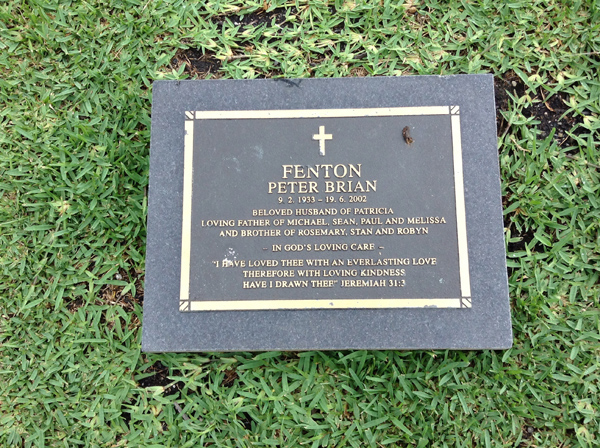 FENTON
PETER BRIAN
9. 2. 1933 – 19. 6. 2002
BELOVED HUSBAND OF PATRICIA
LOVING FATHER OF MICHAEL, SEAN, PAUL AND MELISSA
AND BROTHER OF ROSEMARY, STAN AND ROBYN
– IN GOD'S LOVING CARE –
"I HAVE LOVED THEE WITH AN EVERLASTING LOVE
THEREFORE WITH LOVING KINDNESS
HAVE I DRAWN THEE" JEREMIAH 31:3